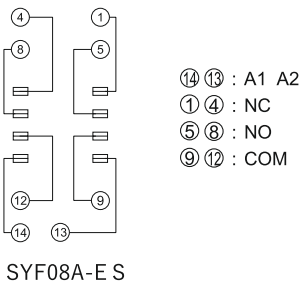 ④ ①
⑧ ⑤
⑭ ⑬ : A1 A2
① ④ : NC
⑤ ⑧ : NO
⑨ ⑫ : COM
⑫ ⑨
⑭ ⑬
SYF08A-E S